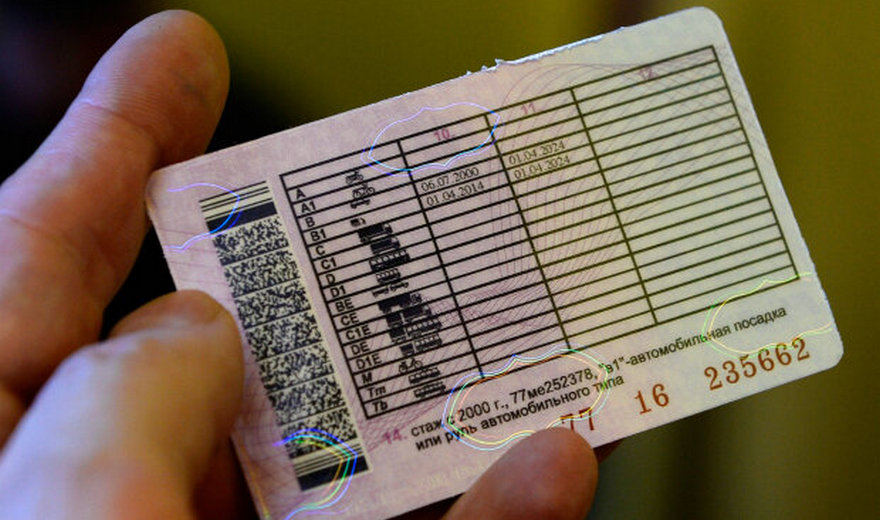 10. 11. 12.
A
A1
B 06.07.2000 01.04.2024
B1 01.04.2014 01.04.2024
C
C1
D
D1
BE
CE
C1E
DE
D1E
M
Tm
Tb
14. стаж с 2000 г., 77ме252378, "в1"-автомобильная посадка
или руль автомобильного типа
77 16 235662